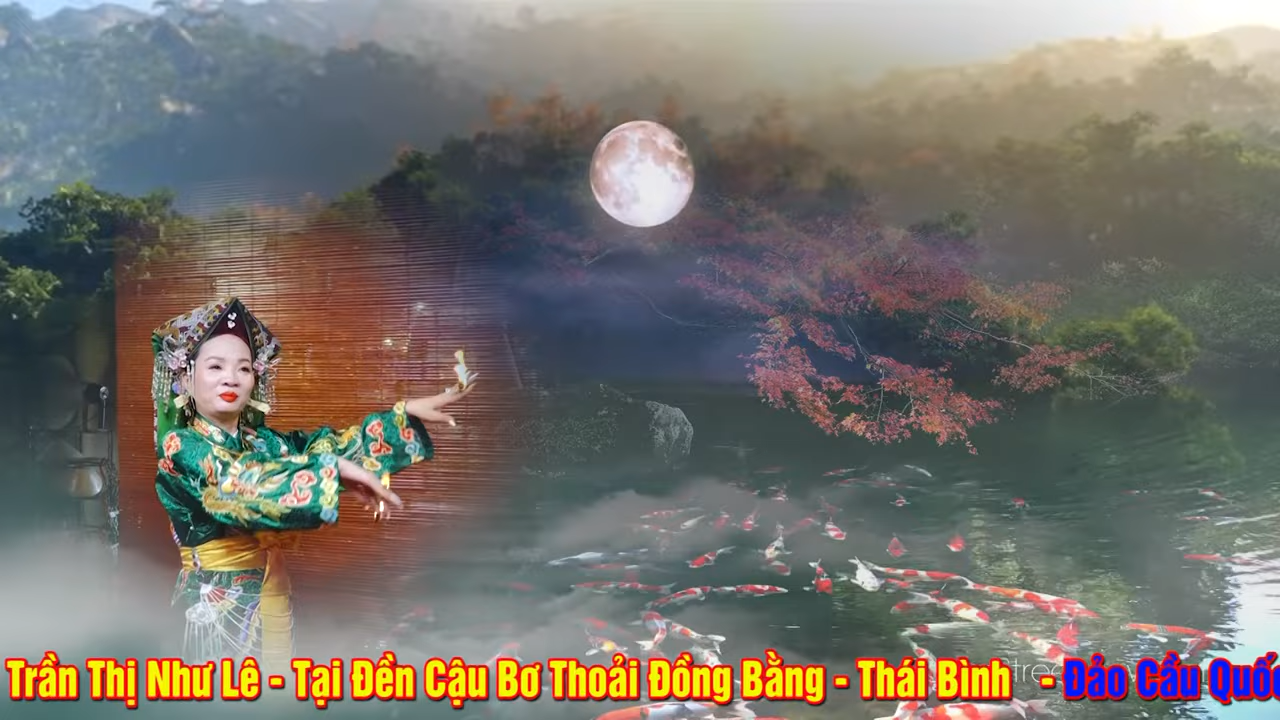 Trần Thị Như Lê - Tại Đền Cậu Bơ Thoải Đồng Bằng - Thái Bình - Đảo Cầu Quốc